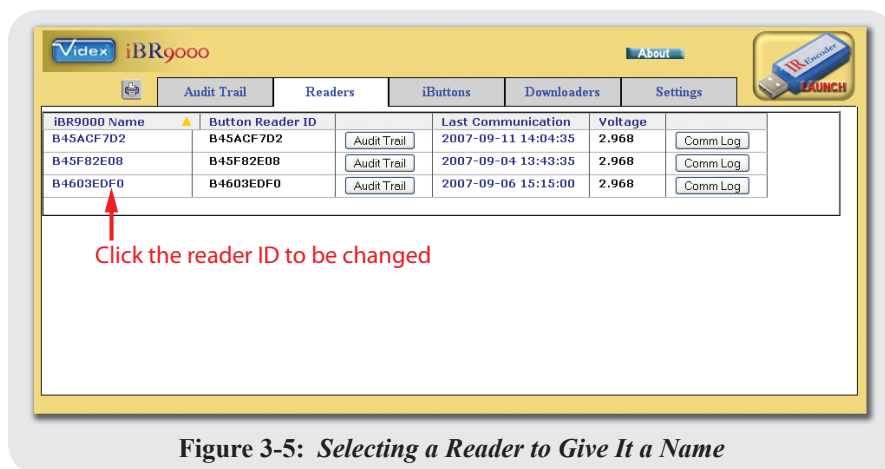 Videx iBR9000 About
IR Encoder
LAUNCH
Audit Trail Readers iButtons Downloaders Settings
iBR9000 Name Button Reader ID Last Communication Voltage
B45ACF7D2 B45ACF7D2 Audit Trail 2007-09-11 14:04:35 2.968 Comm Log
B45F82E08 B45F82E08 Audit Trail 2007-09-04 13:43:35 2.968 Comm Log
B4603EDF0 B4603EDF0 Audit Trail 2007-09-06 15:15:00 2.968 Comm Log
Click the reader ID to be changed
Figure 3-5: Selecting a Reader to Give It a Name